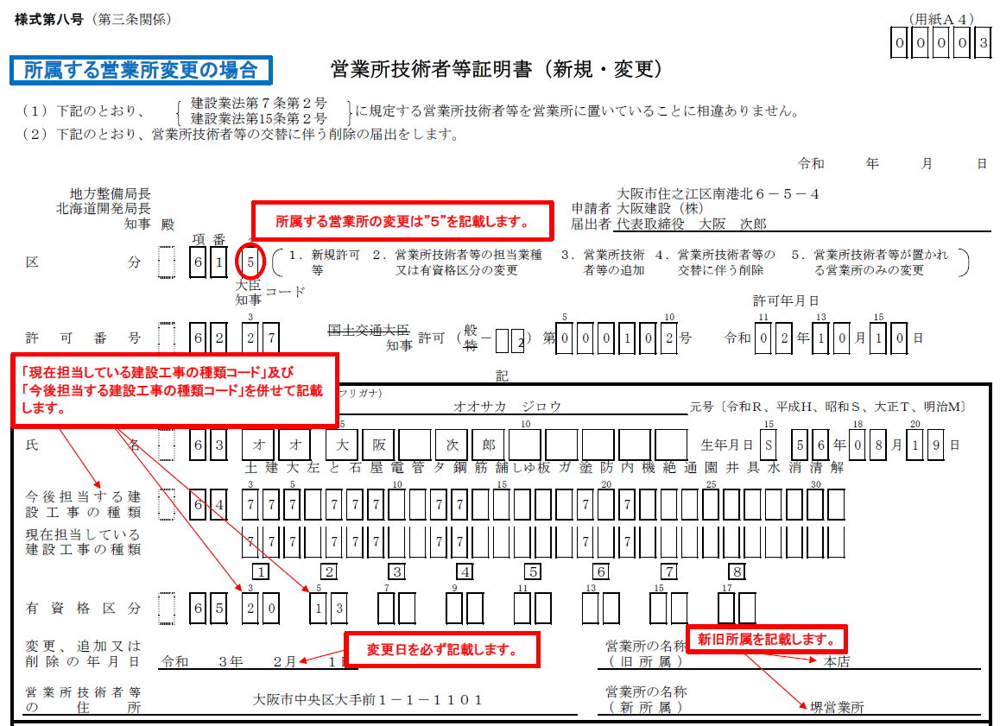 様式第八号（第三条関係）
（用紙Ａ４）
０ ０ ０ ０ ３
所属する営業所変更の場合
営業所技術者等証明書（新規・変更）
（１）下記のとおり、｛建設業法第７条第２号
建設業法第15条第２号｝に規定する営業所技術者等を営業所に置いていることに相違ありません。
（２）下記のとおり、営業所技術者等の交替に伴う削除の届出をします。
令和　　年　　月　　日
地方整備局長
北海道開発局長
知事 殿
大阪市住之江区南港北６－５－４
申請者 大阪建設（株）
届出者 代表取締役　大阪　次郎
所属する営業所の変更は”５”を記載します。
項 番
区　分　６ １　５
（１．新規許可等　２．営業所技術者等の担当業種又は有資格区分の変更　３．営業所技術者等の追加　４．営業所技術者等の交替に伴う削除　５．営業所技術者等が置かれる営業所のみの変更）
大臣
知事 コード
許可年月日
3　5　10　11　13　15
許 可 番 号　６ ２　２ ７　国土交通大臣
知事 許可（般
特－　２）第０ ０ ０ １ ０ ２号　令和０ ２年１ ０月１ ０日
「現在担当している建設工事の種類コード」及び
「今後担当する建設工事の種類コード」を併せて記載
します。
記
フリガナ）
オオサカ　ジロウ
元号〔令和Ｒ、平成Ｈ、昭和Ｓ、大正Ｔ、明治Ｍ〕
5　10　15　18　20
氏　名　６ ３　オ オ 大 阪　次 郎　生年月日 Ｓ　５ ６年０ ８月１ ９日
土 建 大 左 と 石 屋 電 管 タ 鋼 筋 舗 しゅ 板 ガ 塗 防 内 機 絶 通 園 井 具 水 消 清 解
3　5　10　15　20　25　30
今後担当する建
設工事の種類　６ ４　７ ７ ７　７ ７ ７　７ ７　７　７
現在担当している
建設工事の種類　７ ７ ７　７ ７ ７　７ ７　７　７
1　2　3　4　5　6　7　8
3　5　7　9　11　13　15　17
有 資 格 区 分　６ ５　２ ０　１ ３
変更日を必ず記載します。
新旧所属を記載します。
変更、追加又は
削除の年月日　令和　３年　２月　１
営業所の名称
（旧所属）　本店
営業所技術者等
の　住　所　大阪市中央区大手前１－１－１１０１
営業所の名称
（新所属）　堺営業所